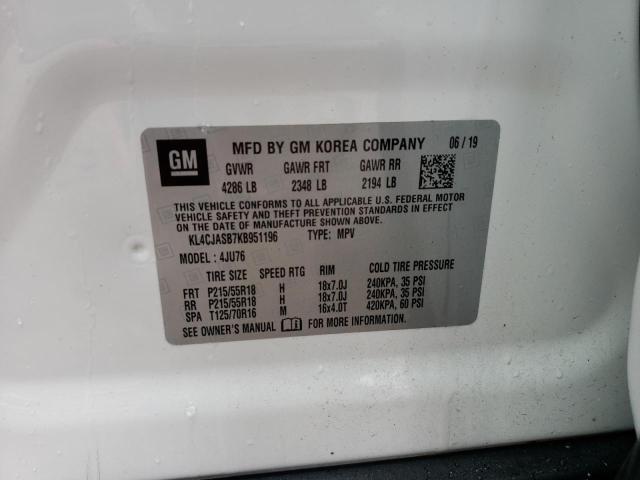 GM
MFD BY GM KOREA COMPANY 06 / 19
GVWR GAWR FRT GAWR RR
4286 LB 2348 LB 2194 LB
THIS VEHICLE CONFORMS TO ALL APPLICABLE U.S. FEDERAL MOTOR
VEHICLE SAFETY AND THEFT PREVENTION STANDARDS IN EFFECT
ON THE DATE OF MANUFACTURE SHOWN ABOVE.
KL4CJASB7KB951196 TYPE: MPV
MODEL : 4JU76
TIRE SIZE SPEED RTG RIM COLD TIRE PRESSURE
FRT P215/55R18 H 18x7.0J 240KPA, 35 PSI
RR P215/55R18 H 18x7.0J 240KPA, 35 PSI
SPA T125/70R16 M 16x4.0T 420KPA, 60 PSI
SEE OWNER'S MANUAL FOR MORE INFORMATION.